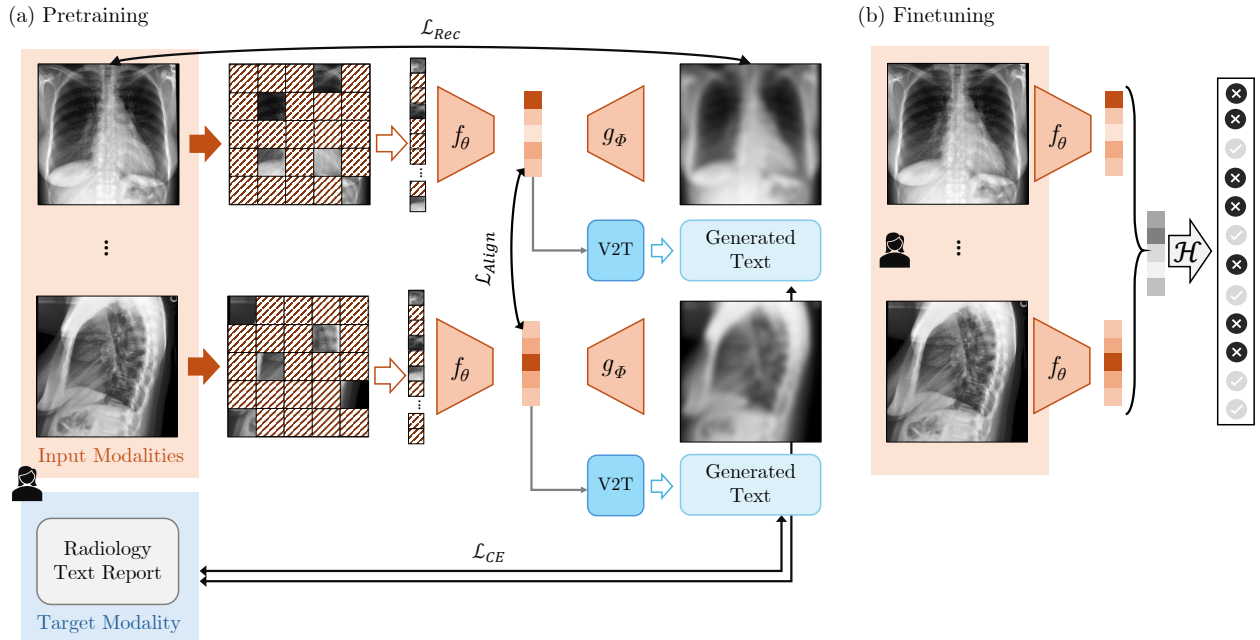 (a) Pretraining
(b) Finetuning
ℒ_Rec
f_θ
g_Φ
f_θ
V2T
Generated
Text
ℒ_Align
ℋ
f_θ
g_Φ
f_θ
Input Modalities
V2T
Generated
Text
Radiology
Text Report
ℒ_CE
Target Modality